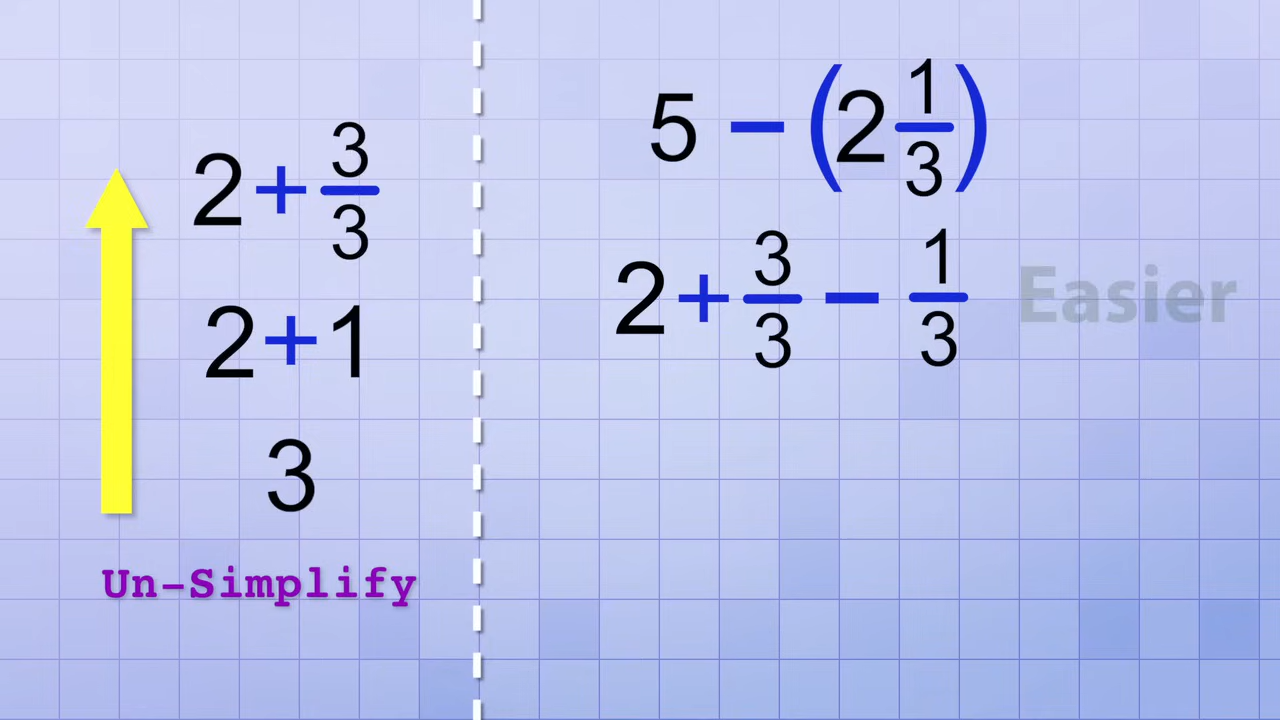 2 + 3/3
2+1
3
Un-Simplify
5 − (2 1/3)
2 + 3/3 − 1/3
Easier